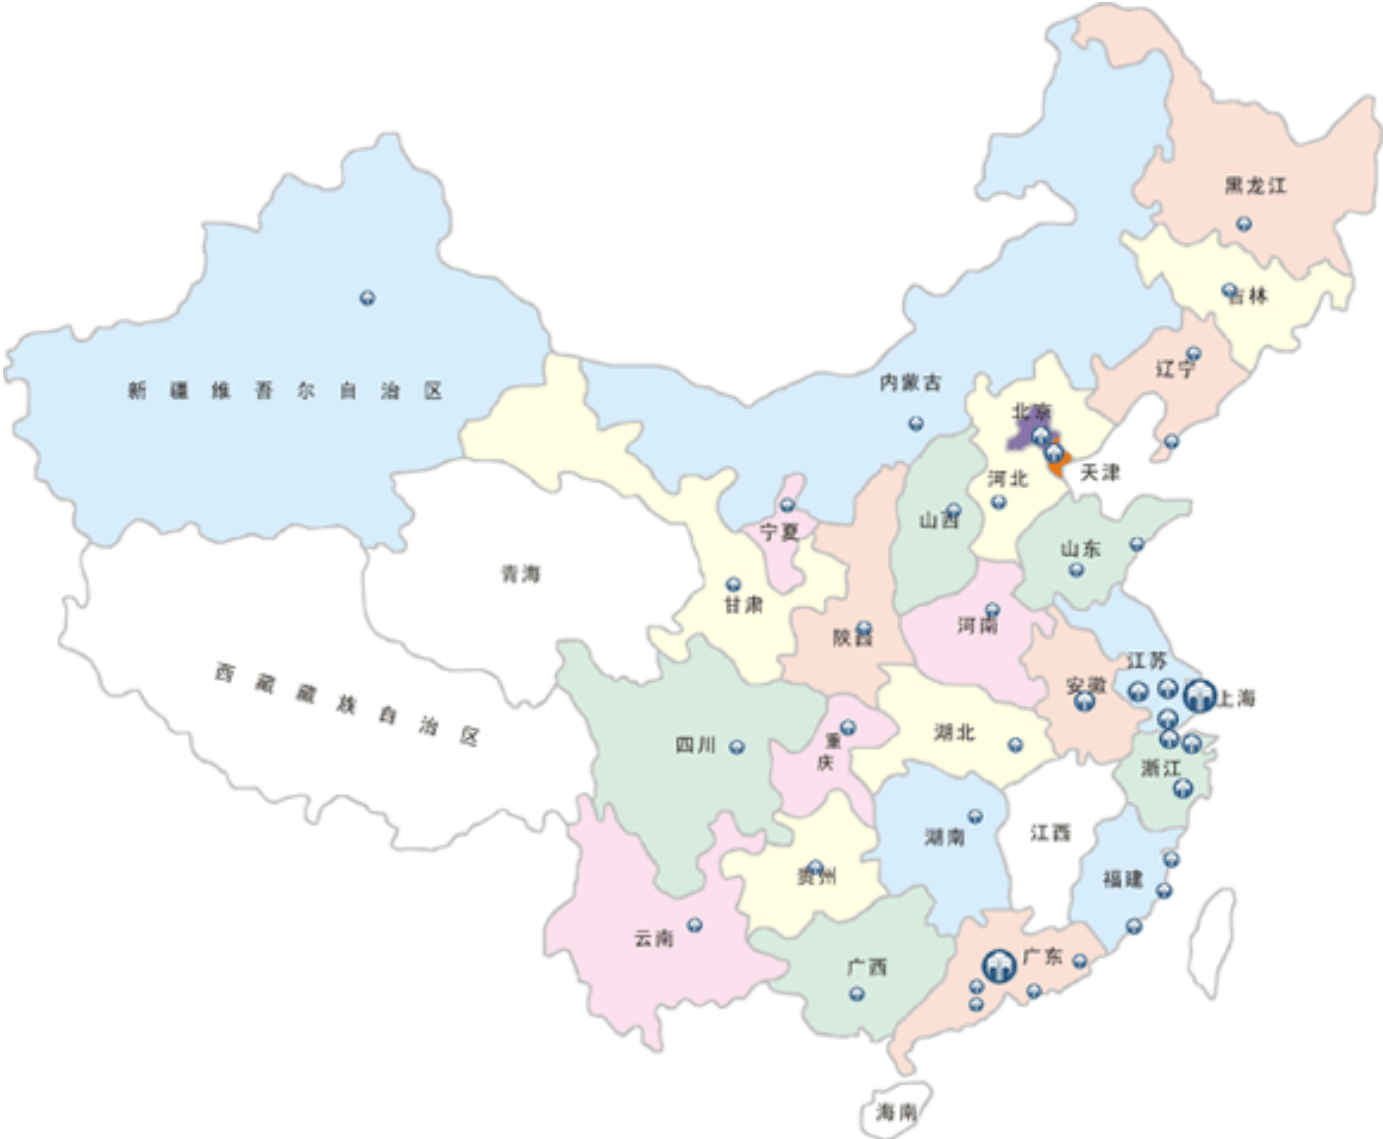 黑龙江
吉林
辽宁
内蒙古
新疆维吾尔自治区
北京
天津
河北
山西
宁夏
山东
青海
甘肃
河南
陕西
江苏
西藏藏族自治区
安徽
上海
湖北
四川
重
庆
浙江
湖南
江西
贵州
福建
云南
广东
广西
海南